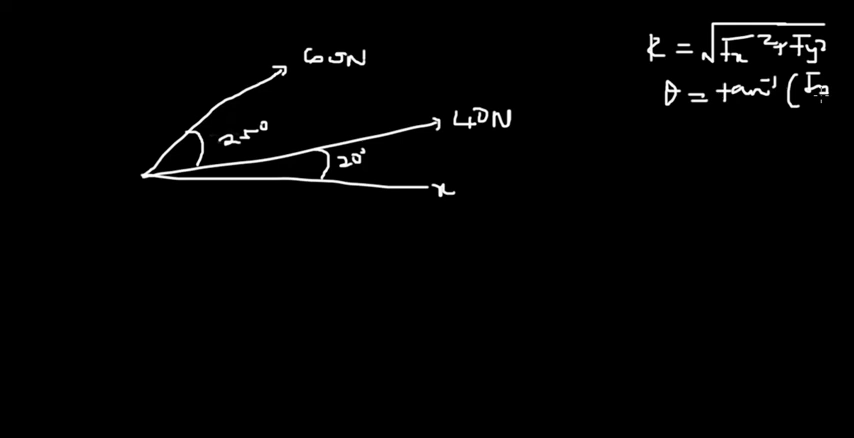 60N
25°
40N
20°
x
R = √Fx² + Fy²
θ = tan⁻¹ (